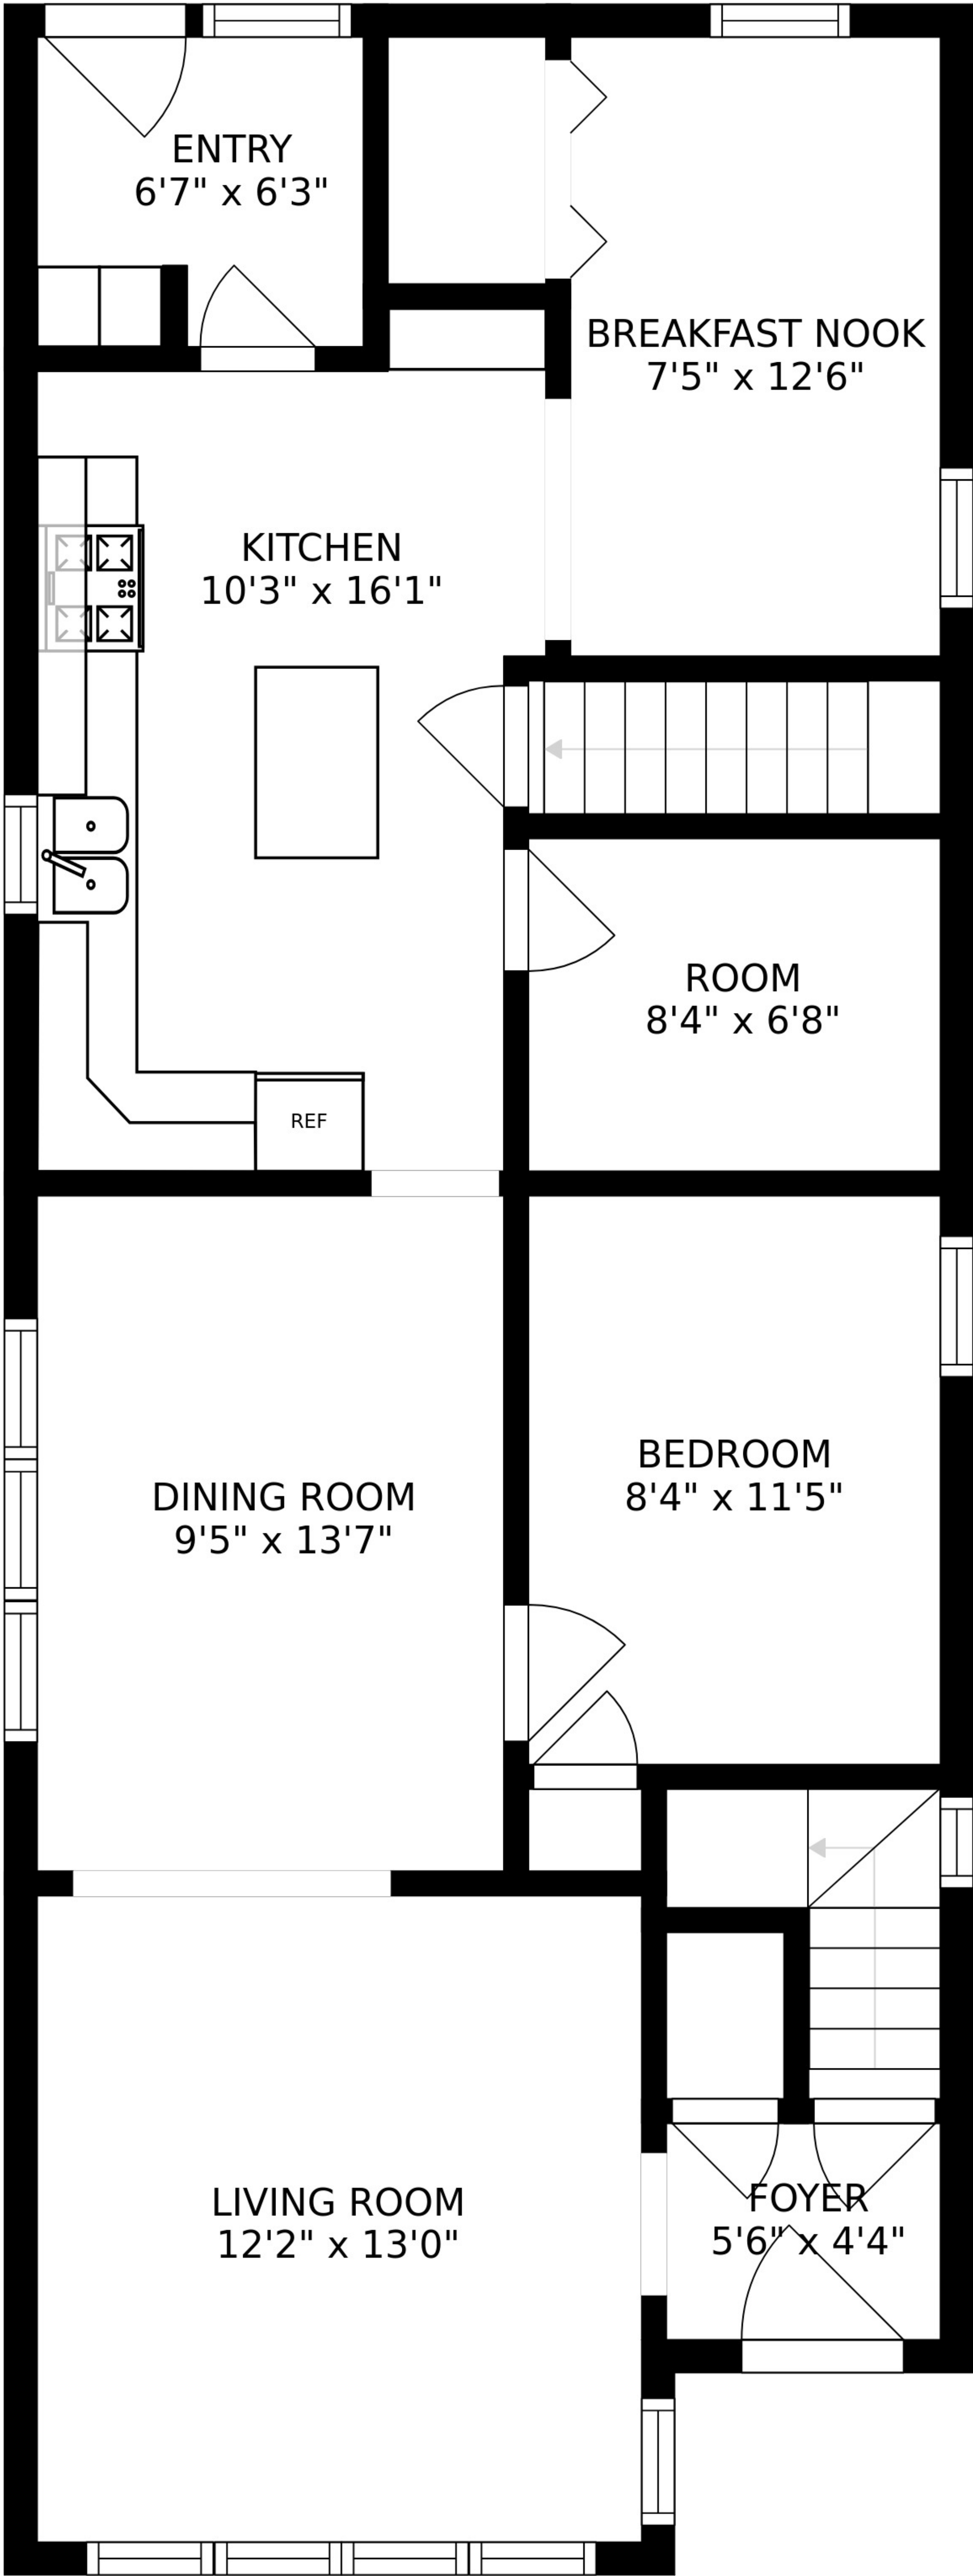 ENTRY
6'7" x 6'3"
BREAKFAST NOOK
7'5" x 12'6"
KITCHEN
10'3" x 16'1"
ROOM
8'4" x 6'8"
REF
BEDROOM
8'4" x 11'5"
DINING ROOM
9'5" x 13'7"
LIVING ROOM
12'2" x 13'0"
FOYER
5'6" x 4'4"